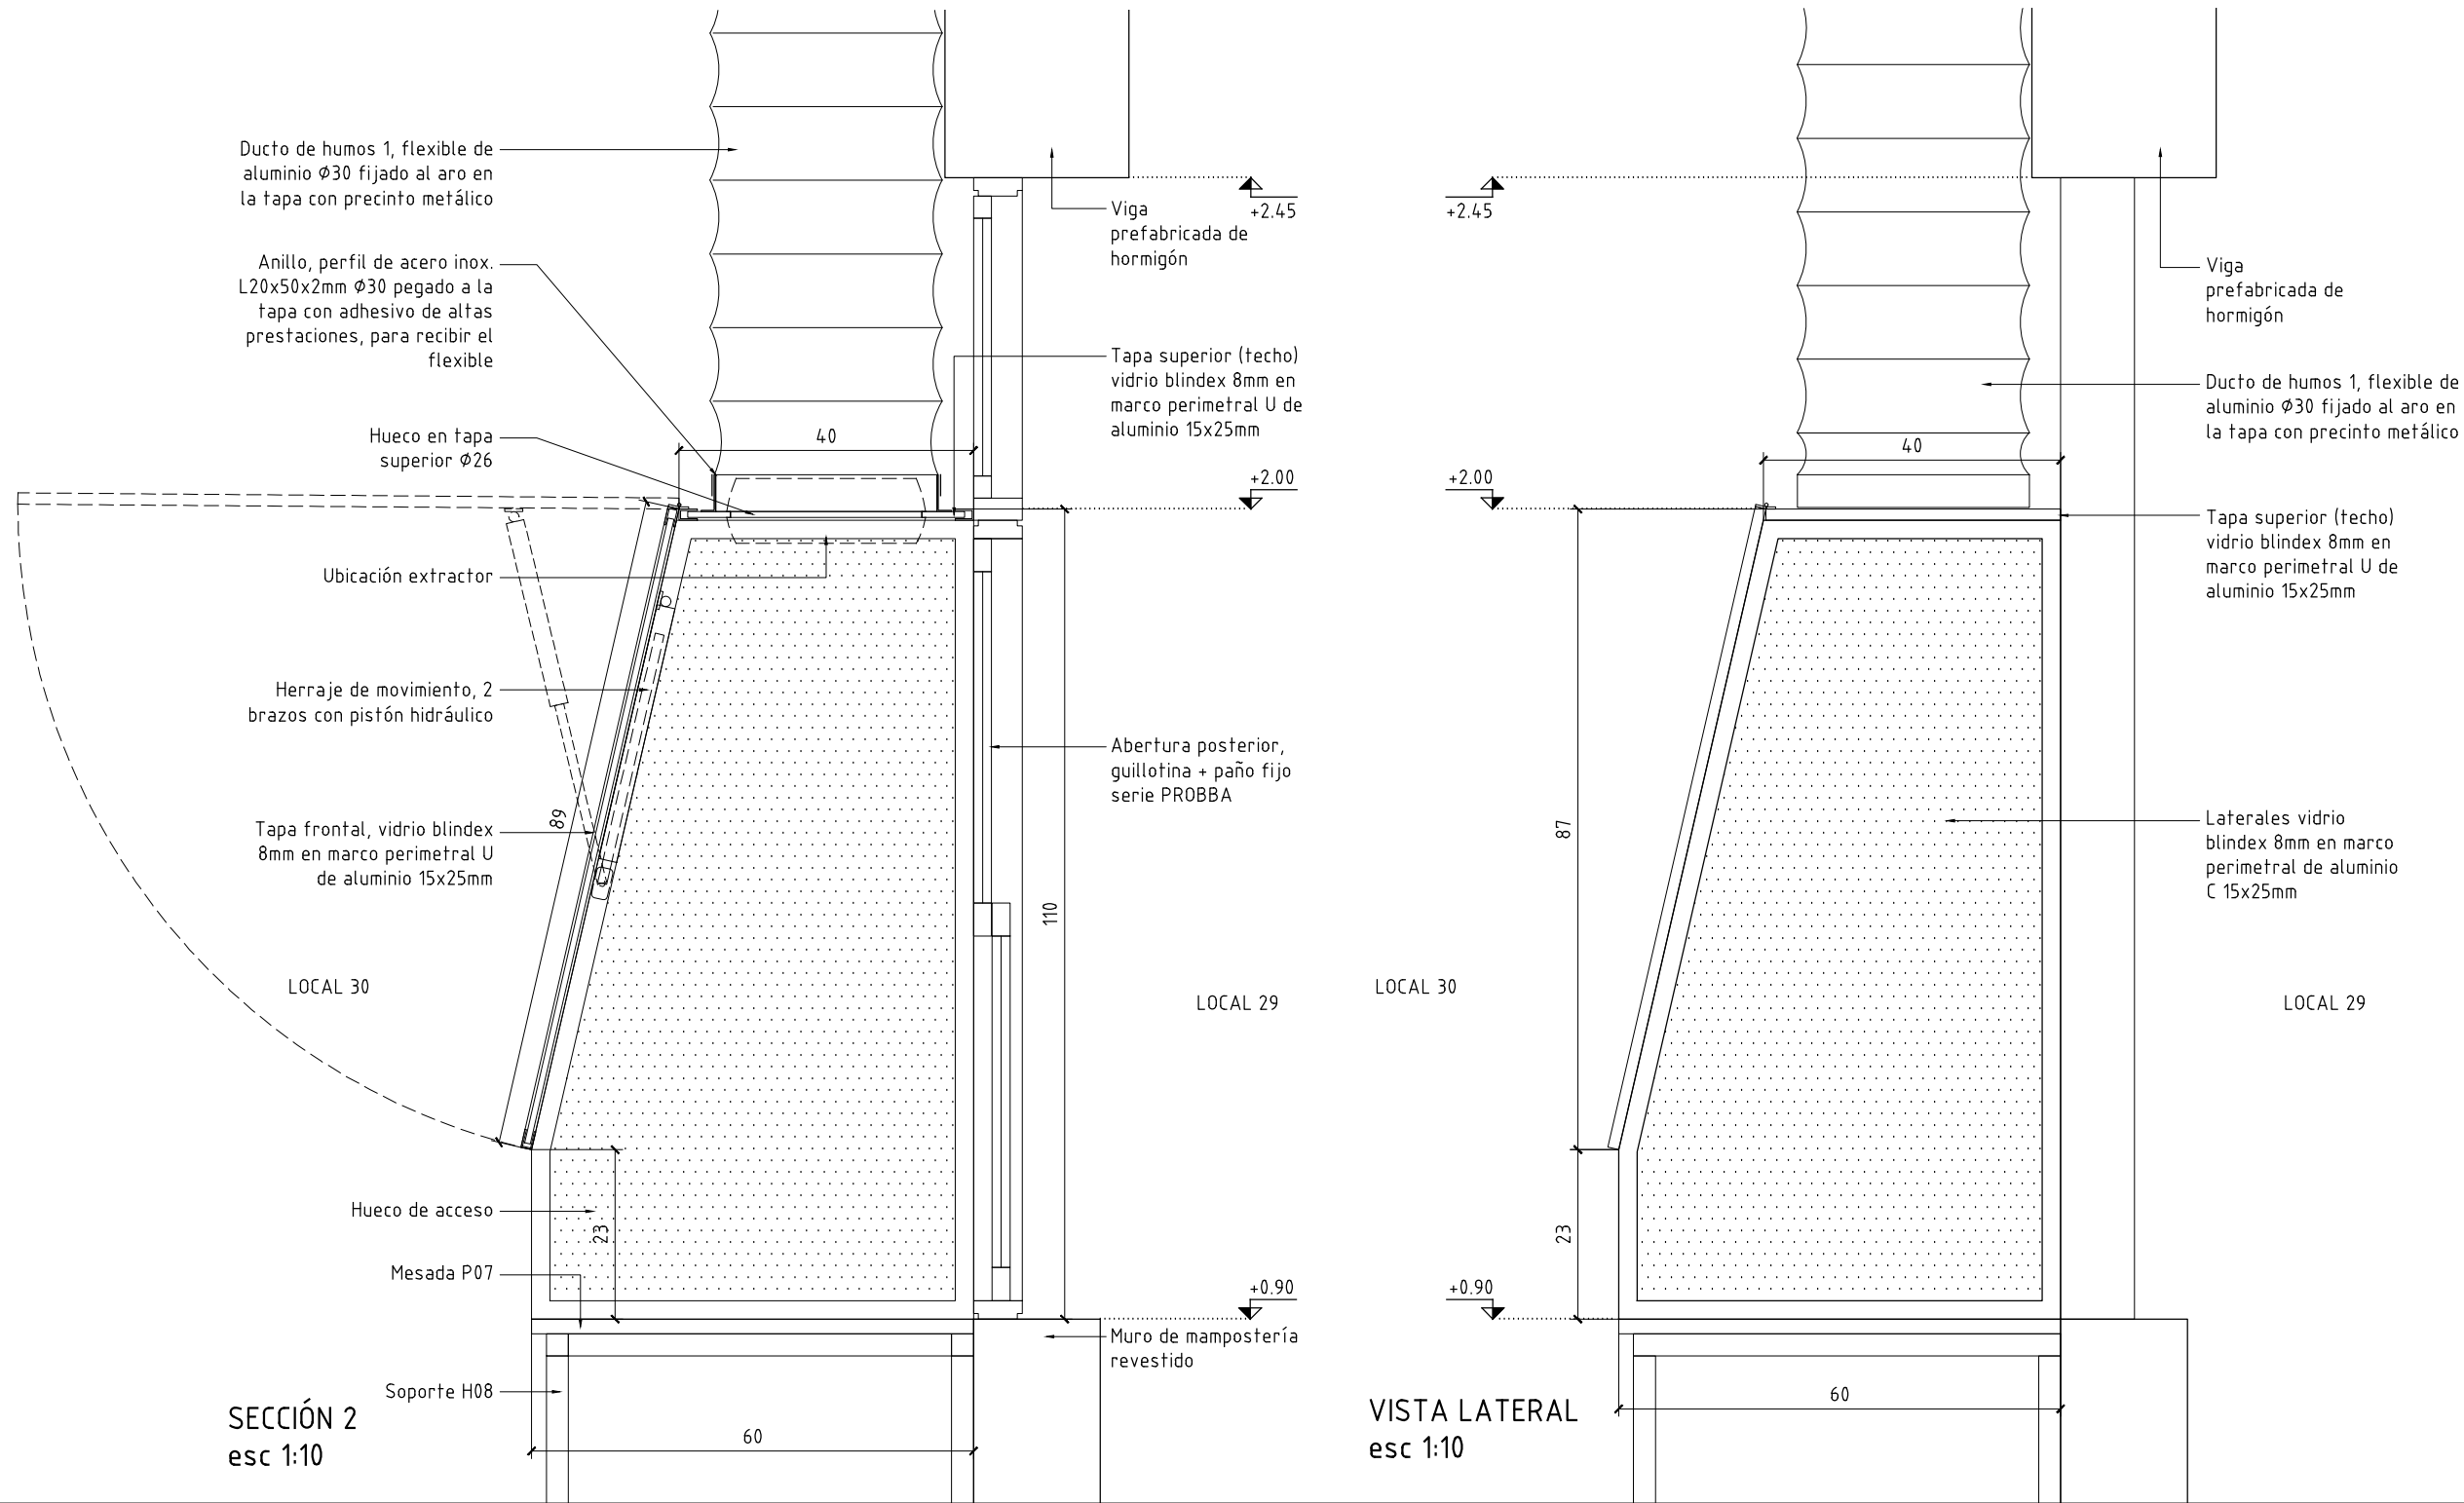 Ducto de humos 1, flexible de
aluminio Ø30 fijado al aro en
la tapa con precinto metálico
Anillo, perfil de acero inox.
L20x50x2mm Ø30 pegado a la
tapa con adhesivo de altas
prestaciones, para recibir el
flexible
Hueco en tapa
superior Ø26
Ubicación extractor
Herraje de movimiento, 2
brazos con pistón hidráulico
Tapa frontal, vidrio blindex
8mm en marco perimetral U
de aluminio 15x25mm
LOCAL 30
Hueco de acceso
Mesada P07
Soporte H08
SECCIÓN 2
esc 1:10
40
89
23
60
110
+2.45
Viga
prefabricada de
hormigón
Tapa superior (techo)
vidrio blindex 8mm en
marco perimetral U de
aluminio 15x25mm
+2.00
Abertura posterior,
guillotina + paño fijo
serie PROBBA
LOCAL 29
+0.90
Muro de mampostería
revestido
+2.45
+2.00
LOCAL 30
+0.90
VISTA LATERAL
esc 1:10
40
87
23
60
Viga
prefabricada de
hormigón
Ducto de humos 1, flexible de
aluminio Ø30 fijado al aro en
la tapa con precinto metálico
Tapa superior (techo)
vidrio blindex 8mm en
marco perimetral U de
aluminio 15x25mm
Laterales vidrio
blindex 8mm en marco
perimetral de aluminio
C 15x25mm
LOCAL 29